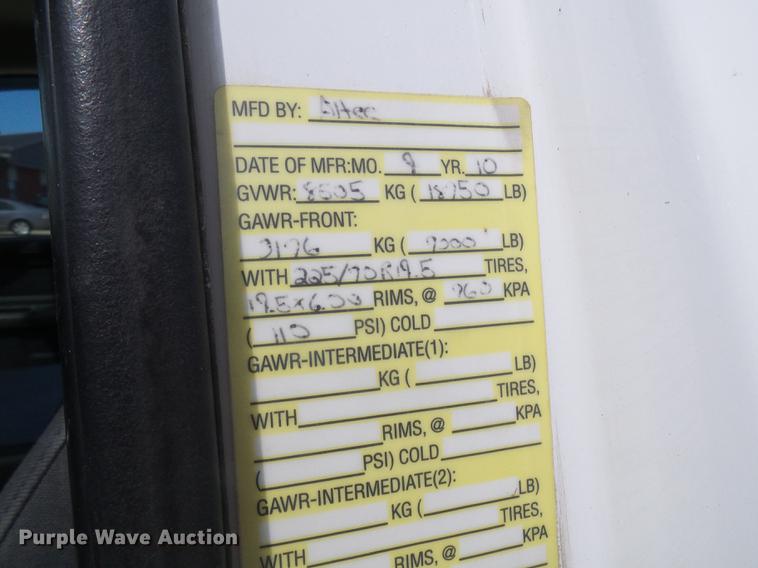 MFD BY: Altec
DATE OF MFR:MO. 9 YR. 10
GVWR: 8505 KG ( 18750 LB)
GAWR-FRONT:
3176 KG ( 7000 LB)
WITH 225/70R19.5 TIRES,
19.5x6.00 RIMS, @ 760 KPA
( 110 PSI) COLD
GAWR-INTERMEDIATE(1):
KG ( LB)
WITH TIRES,
RIMS, @ KPA
( PSI) COLD
GAWR-INTERMEDIATE(2):
KG ( LB)
WITH TIRES,
RIMS, @ KPA
Purple Wave Auction